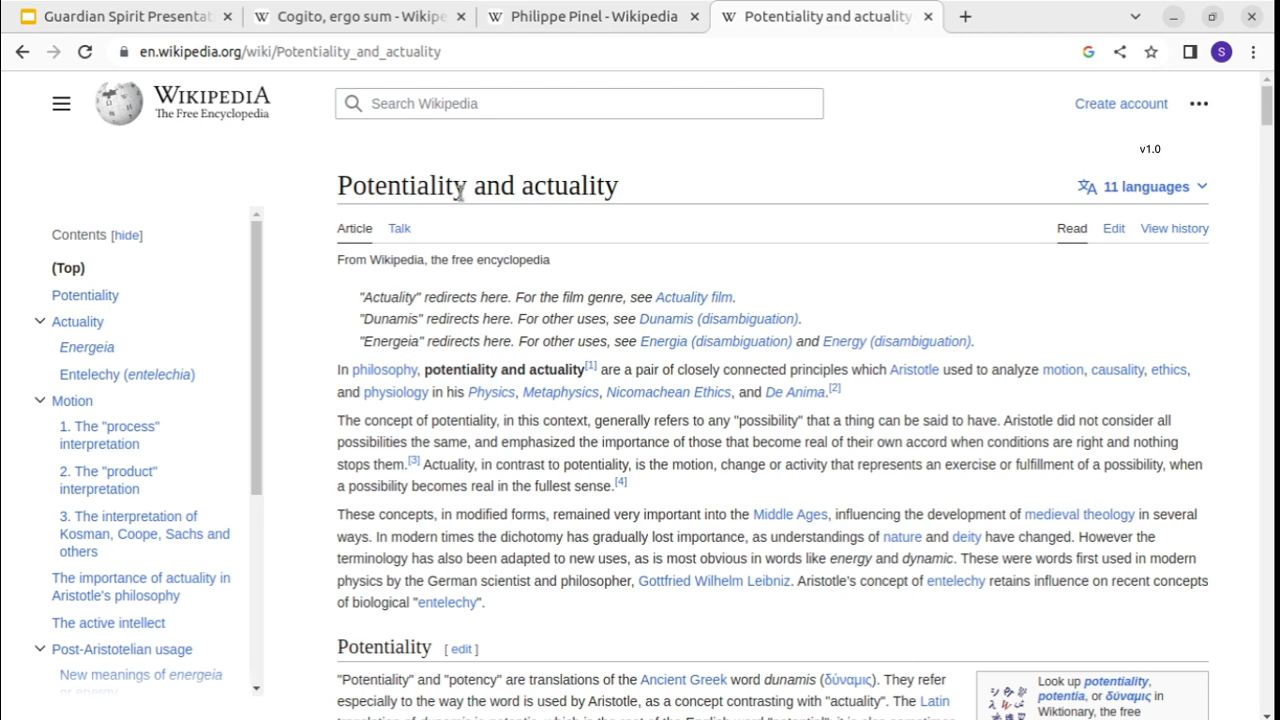 Guardian Spirit Presentat
Cogito, ergo sum - Wikipe
Philippe Pinel - Wikipedia
Potentiality and actuality
en.wikipedia.org/wiki/Potentiality_and_actuality
G
S
WIKIPEDIA
The Free Encyclopedia
Search Wikipedia
Create account
v1.0
Potentiality and actuality
11 languages
Contents [hide]
(Top)
Potentiality
Actuality
Energeia
Entelechy (entelechia)
Motion
1. The "process"
interpretation
2. The "product"
interpretation
3. The interpretation of
Kosman, Coope, Sachs and
others
The importance of actuality in
Aristotle's philosophy
The active intellect
Post-Aristotelian usage
New meanings of energeia
or energy
Article Talk
Read Edit View history
From Wikipedia, the free encyclopedia
"Actuality" redirects here. For the film genre, see Actuality film.
"Dunamis" redirects here. For other uses, see Dunamis (disambiguation).
"Energeia" redirects here. For other uses, see Energia (disambiguation) and Energy (disambiguation).
In philosophy, potentiality and actuality[1] are a pair of closely connected principles which Aristotle used to analyze motion, causality, ethics,
and physiology in his Physics, Metaphysics, Nicomachean Ethics, and De Anima.[2]
The concept of potentiality, in this context, generally refers to any "possibility" that a thing can be said to have. Aristotle did not consider all
possibilities the same, and emphasized the importance of those that become real of their own accord when conditions are right and nothing
stops them.[3] Actuality, in contrast to potentiality, is the motion, change or activity that represents an exercise or fulfillment of a possibility, when
a possibility becomes real in the fullest sense.[4]
These concepts, in modified forms, remained very important into the Middle Ages, influencing the development of medieval theology in several
ways. In modern times the dichotomy has gradually lost importance, as understandings of nature and deity have changed. However the
terminology has also been adapted to new uses, as is most obvious in words like energy and dynamic. These were words first used in modern
physics by the German scientist and philosopher, Gottfried Wilhelm Leibniz. Aristotle's concept of entelechy retains influence on recent concepts
of biological "entelechy".
Potentiality [ edit ]
"Potentiality" and "potency" are translations of the Ancient Greek word dunamis (δύναμις). They refer
especially to the way the word is used by Aristotle, as a concept contrasting with "actuality". The Latin
Look up potentiality,
potentia, or δύναμις in
Wiktionary, the free